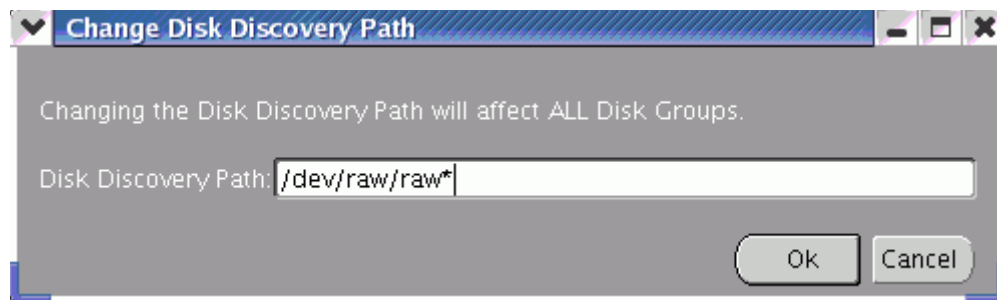 Change Disk Discovery Path
Changing the Disk Discovery Path will affect ALL Disk Groups.
Disk Discovery Path: /dev/raw/raw*
Ok Cancel